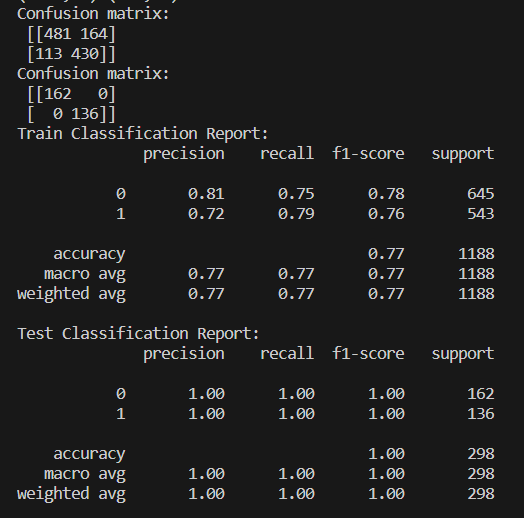 Confusion matrix:
[[481 164]
[113 430]]
Confusion matrix:
[[162   0]
[  0 136]]
Train Classification Report:
              precision    recall  f1-score   support

           0       0.81      0.75      0.78       645
           1       0.72      0.79      0.76       543

    accuracy                           0.77      1188
   macro avg       0.77      0.77      0.77      1188
weighted avg       0.77      0.77      0.77      1188

Test Classification Report:
              precision    recall  f1-score   support

           0       1.00      1.00      1.00       162
           1       1.00      1.00      1.00       136

    accuracy                           1.00       298
   macro avg       1.00      1.00      1.00       298
weighted avg       1.00      1.00      1.00       298